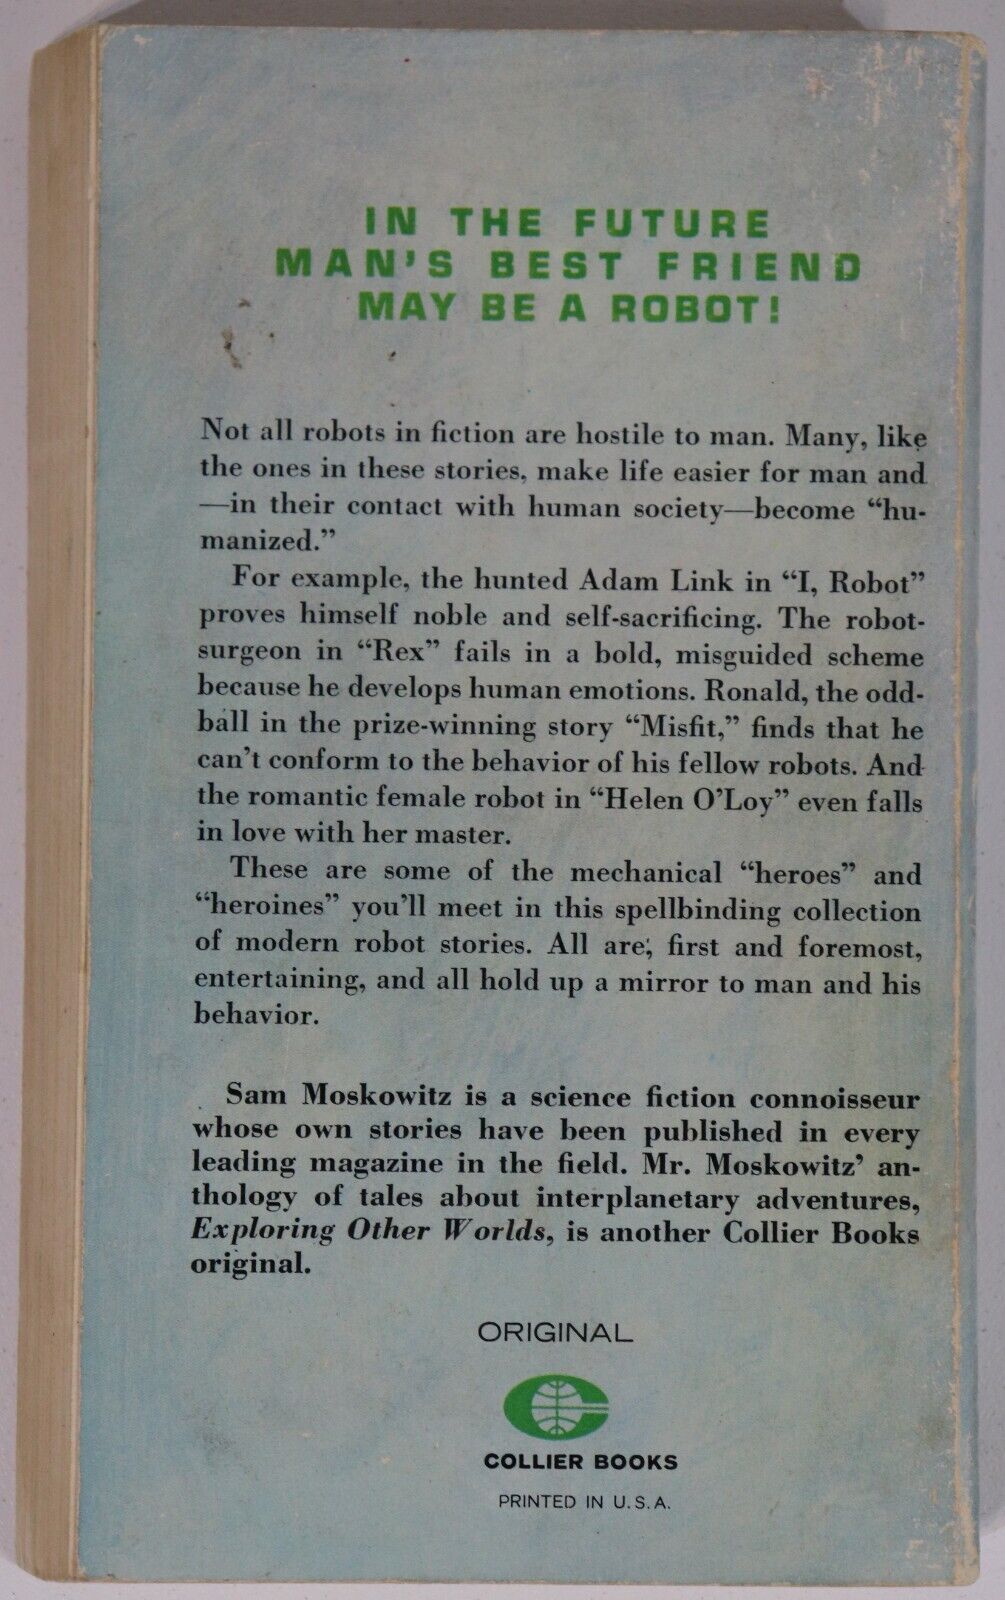 IN THE FUTURE
MAN'S BEST FRIEND
MAY BE A ROBOT!
Not all robots in fiction are hostile to man. Many, like
the ones in these stories, make life easier for man and
—in their contact with human society—become “hu-
manized.”
For example, the hunted Adam Link in “I, Robot”
proves himself noble and self-sacrificing. The robot-
surgeon in “Rex” fails in a bold, misguided scheme
because he develops human emotions. Ronald, the odd-
ball in the prize-winning story “Misfit,” finds that he
can't conform to the behavior of his fellow robots. And
the romantic female robot in “Helen O'Loy” even falls
in love with her master.
These are some of the mechanical “heroes” and
“heroines” you'll meet in this spellbinding collection
of modern robot stories. All are, first and foremost,
entertaining, and all hold up a mirror to man and his
behavior.
Sam Moskowitz is a science fiction connoisseur
whose own stories have been published in every
leading magazine in the field. Mr. Moskowitz' an-
thology of tales about interplanetary adventures,
Exploring Other Worlds, is another Collier Books
original.
ORIGINAL
COLLIER BOOKS
PRINTED IN U.S.A.